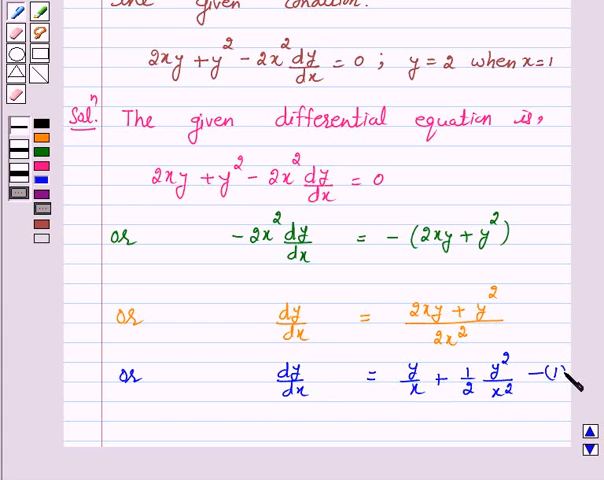 the given condition.
2xy + y² - 2x² dy/dx = 0 ; y = 2 when x=1
Solⁿ. The given differential equation is,
2xy + y² - 2x² dy/dx = 0
or -2x² dy/dx = - (2xy + y²)
or dy/dx = (2xy + y²)/(2x²)
or dy/dx = y/x + 1/2 y²/x² -(1)